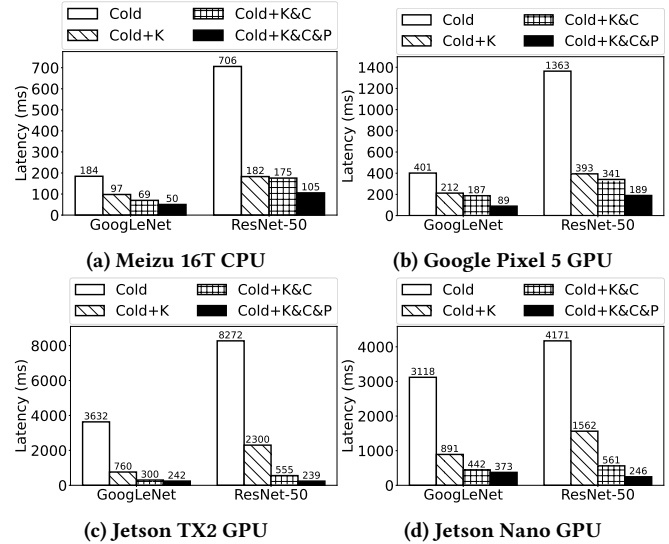 Cold Cold+K&C
Cold+K Cold+K&C&P
Latency (ms)
700
600
500
400
300
200
100
0
184 97 69 50 706 182 175 105
GoogLeNet ResNet-50
(a) Meizu 16T CPU
Cold Cold+K&C
Cold+K Cold+K&C&P
Latency (ms)
1400
1200
1000
800
600
400
200
0
401 212 187 89 1363 393 341 189
GoogLeNet ResNet-50
(b) Google Pixel 5 GPU
Cold Cold+K&C
Cold+K Cold+K&C&P
Latency (ms)
8000
6000
4000
2000
0
3632 760 300 242 8272 2300 555 239
GoogLeNet ResNet-50
(c) Jetson TX2 GPU
Cold Cold+K&C
Cold+K Cold+K&C&P
Latency (ms)
4000
3000
2000
1000
0
3118 891 442 373 4171 1562 561 246
GoogLeNet ResNet-50
(d) Jetson Nano GPU